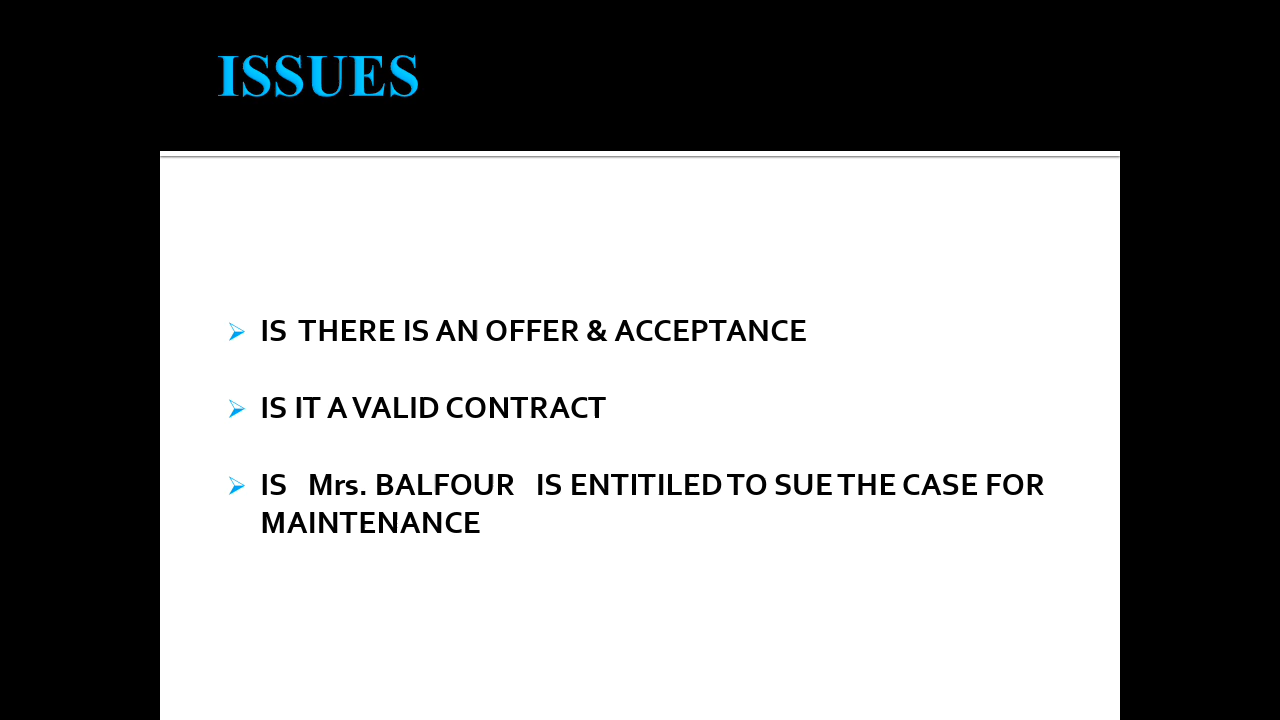 ISSUES
IS THERE IS AN OFFER & ACCEPTANCE
IS IT A VALID CONTRACT
IS Mrs. BALFOUR IS ENTITILED TO SUE THE CASE FOR
MAINTENANCE